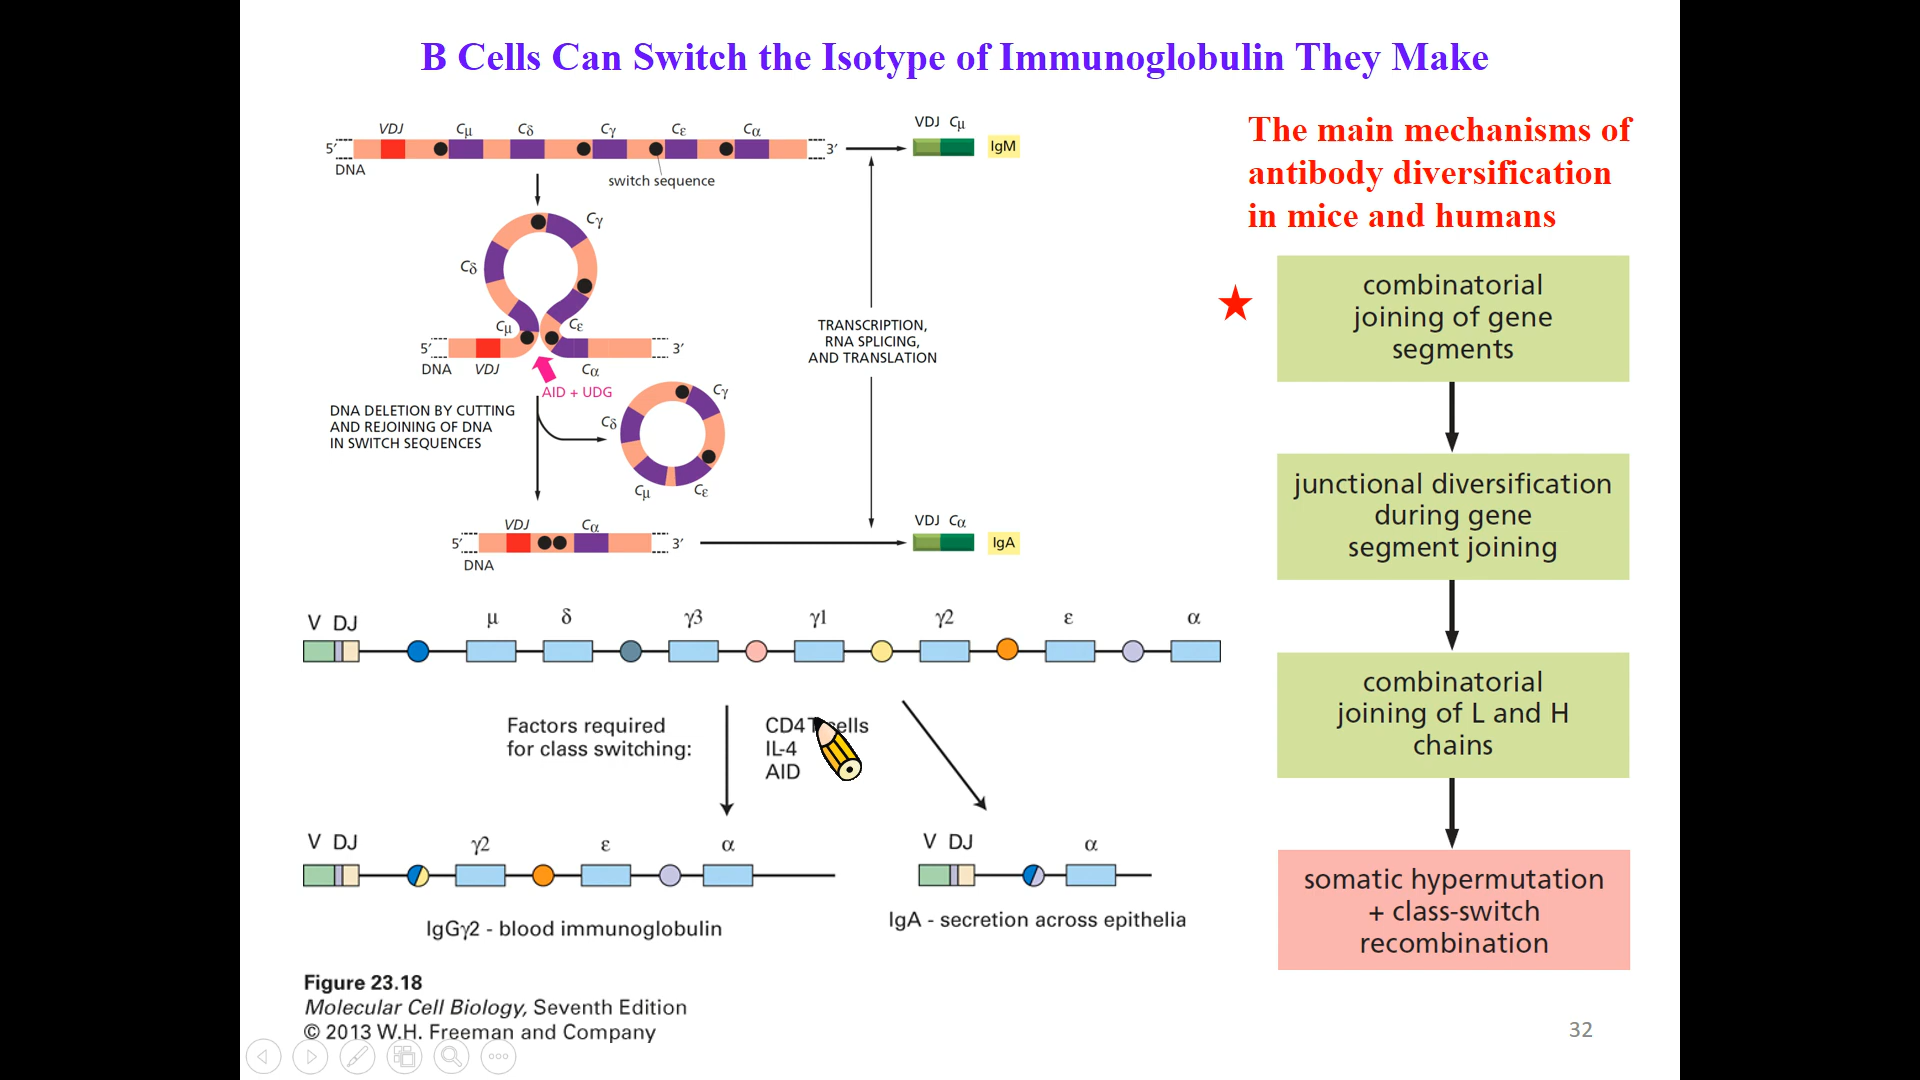 B Cells Can Switch the Isotype of Immunoglobulin They Make
VDJ Cμ Cδ Cγ Cε Cα
5′ 3′
DNA
switch sequence
VDJ Cμ
IgM
Cγ
Cδ
Cμ Cε
5′ 3′
DNA VDJ Cα
AID + UDG
DNA DELETION BY CUTTING
AND REJOINING OF DNA
IN SWITCH SEQUENCES
Cγ
Cδ
Cμ Cε
TRANSCRIPTION,
RNA SPLICING,
AND TRANSLATION
VDJ Cα
5′ 3′
DNA
VDJ Cα
IgA
V DJ μ δ γ3 γ1 γ2 ε α
Factors required
for class switching:
CD4 T cells
IL-4
AID
V DJ γ2 ε α
IgGγ2 - blood immunoglobulin
V DJ α
IgA - secretion across epithelia
Figure 23.18
Molecular Cell Biology, Seventh Edition
© 2013 W.H. Freeman and Company
The main mechanisms of
antibody diversification
in mice and humans
combinatorial
joining of gene
segments
junctional diversification
during gene
segment joining
combinatorial
joining of L and H
chains
somatic hypermutation
+ class-switch
recombination
32